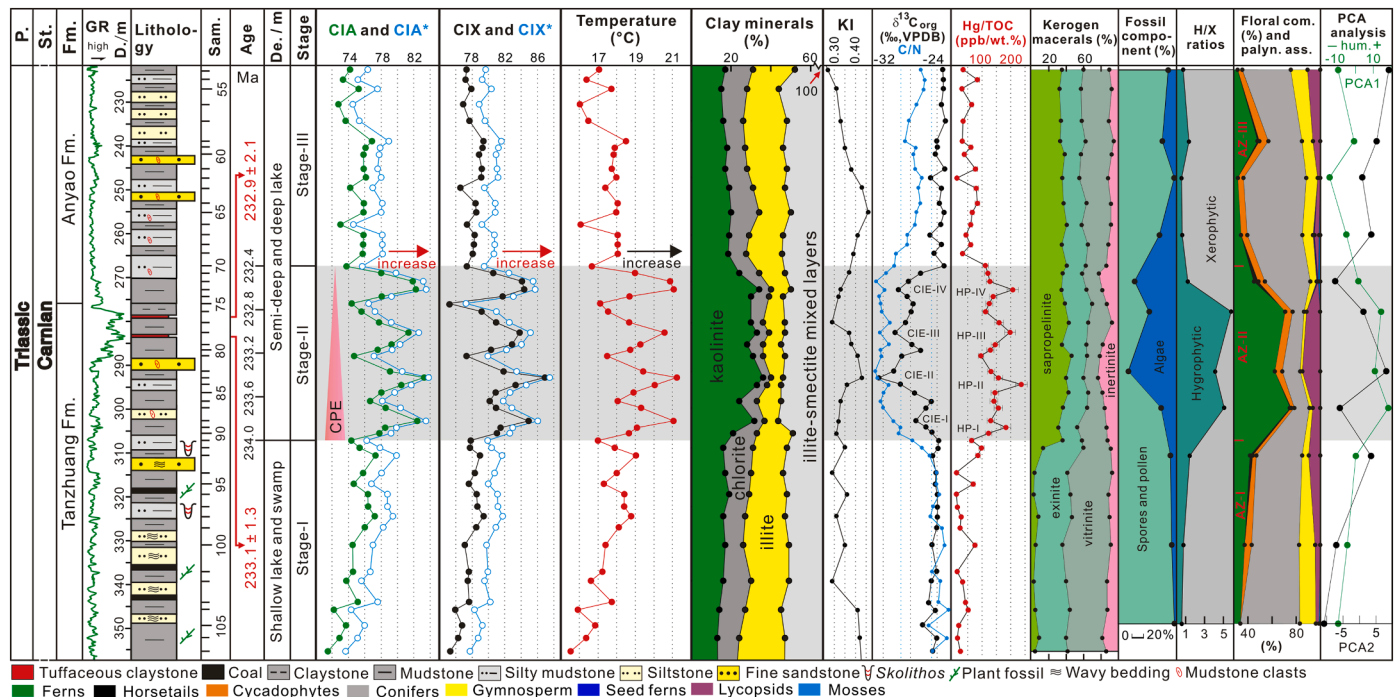 P.
St.
Fm.
GR
high
D./m
Litholo-
gy
Sam.
Age
De. / m
Stage
CIA and CIA*
74 78 82
CIX and CIX*
78 82 86
Temperature
(°C)
17 19 21
Clay minerals
(%)
20 60
100
KI
0.30 0.40
δ¹³Corg
(‰,VPDB)
C/N
-32 -24
Hg/TOC
(ppb/wt.%)
100 200
Kerogen
macerals (%)
20 60
Fossil
compo-
nent (%)
H/X
ratios
Floral com.
(%) and
palyn. ass.
PCA
analysis
— hum. +
-10 10
PCA1
Triassic
Carnian
Anyao Fm.
Tanzhuang Fm.
230
240
250
260
270
290
300
310
320
330
340
350
55
60
65
70
75
80
85
90
95
100
105
Ma
232.9 ± 2.1
232.4
232.8
233.2
233.6
234.0
233.1 ± 1.3
Semi-deep and deep lake
Shallow lake and swamp
Stage-III
Stage-II
Stage-I
CPE
increase
increase
increase
kaolinite
chlorite
illite
illite-smectite mixed layers
CIE-IV
CIE-III
CIE-II
CIE-I
HP-IV
HP-III
HP-II
HP-I
sapropelinite
exinite
vitrinite
inertinite
Spores and pollen
Algae
0 20%
Hygrophytic
Xerophytic
1 3 5
AZ III
AZ II
AZ-I
40 80
(%)
-5 5
PCA2
Tuffaceous claystone Coal Claystone Mudstone Silty mudstone Siltstone Fine sandstone Skolithos Plant fossil Wavy bedding Mudstone clasts
Ferns Horsetails Cycadophytes Conifers Gymnosperm Seed ferns Lycopsids Mosses